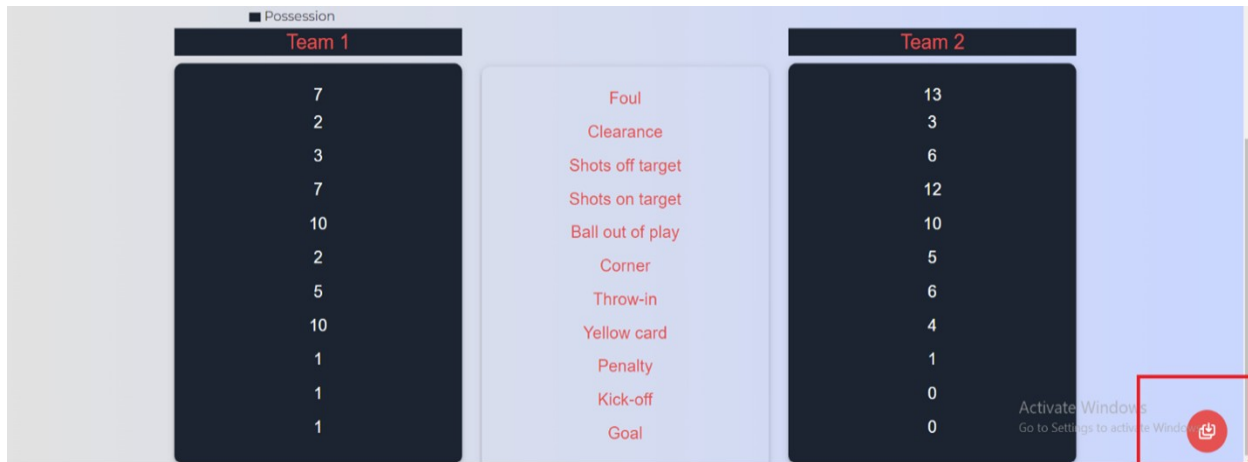 Possession
Team 1 Team 2
7 Foul 13
2 Clearance 3
3 Shots off target 6
7 Shots on target 12
10 Ball out of play 10
2 Corner 5
5 Throw-in 6
10 Yellow card 4
1 Penalty 1
1 Kick-off 0
1 Goal 0
Activate Windows
Go to Settings to activate Windows